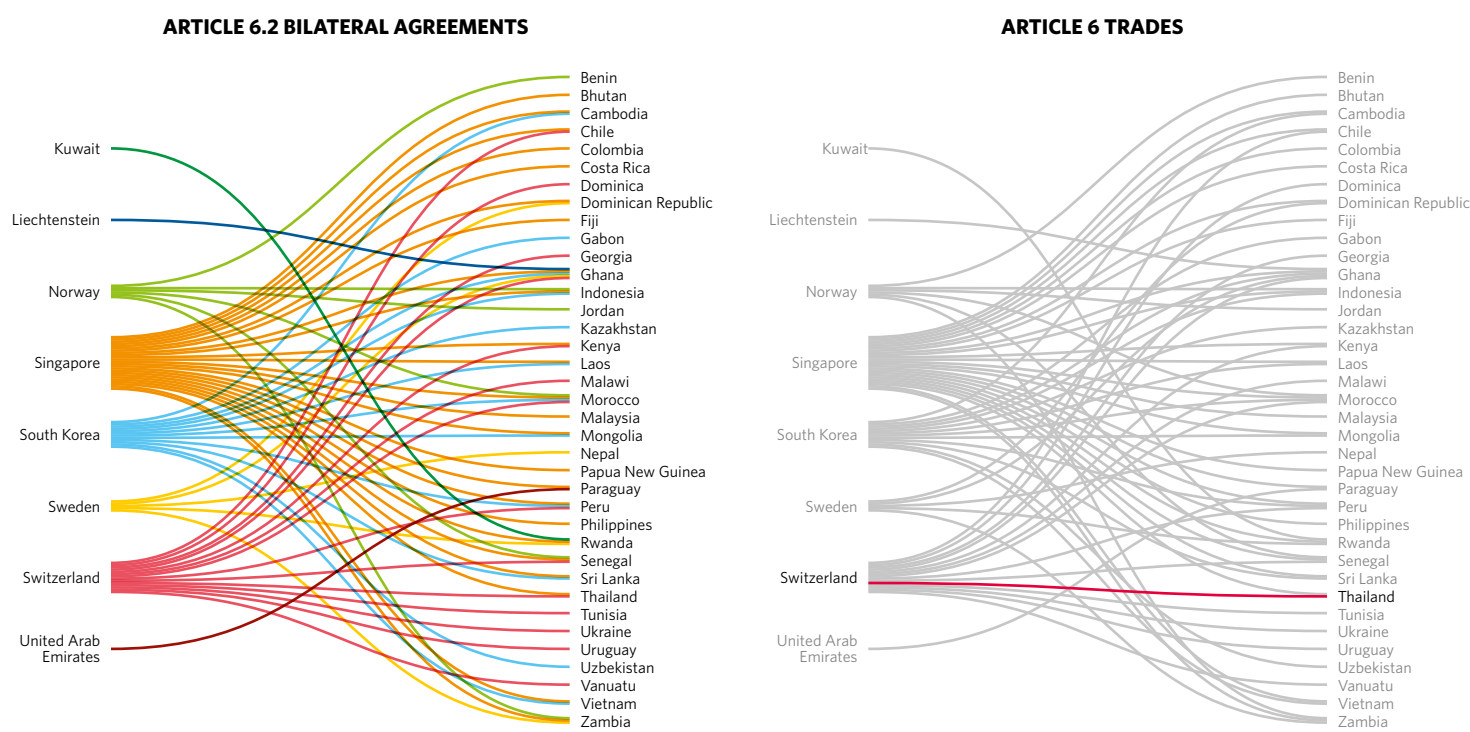 ARTICLE 6.2 BILATERAL AGREEMENTS
Kuwait
Liechtenstein
Norway
Singapore
South Korea
Sweden
Switzerland
United Arab
Emirates
Benin
Bhutan
Cambodia
Chile
Colombia
Costa Rica
Dominica
Dominican Republic
Fiji
Gabon
Georgia
Ghana
Indonesia
Jordan
Kazakhstan
Kenya
Laos
Malawi
Morocco
Malaysia
Mongolia
Nepal
Papua New Guinea
Paraguay
Peru
Philippines
Rwanda
Senegal
Sri Lanka
Thailand
Tunisia
Ukraine
Uruguay
Uzbekistan
Vanuatu
Vietnam
Zambia
ARTICLE 6 TRADES
Kuwait
Liechtenstein
Norway
Singapore
South Korea
Sweden
Switzerland
United Arab
Emirates
Benin
Bhutan
Cambodia
Chile
Colombia
Costa Rica
Dominica
Dominican Republic
Fiji
Gabon
Georgia
Ghana
Indonesia
Jordan
Kazakhstan
Kenya
Laos
Malawi
Morocco
Malaysia
Mongolia
Nepal
Papua New Guinea
Paraguay
Peru
Philippines
Rwanda
Senegal
Sri Lanka
Thailand
Tunisia
Ukraine
Uruguay
Uzbekistan
Vanuatu
Vietnam
Zambia